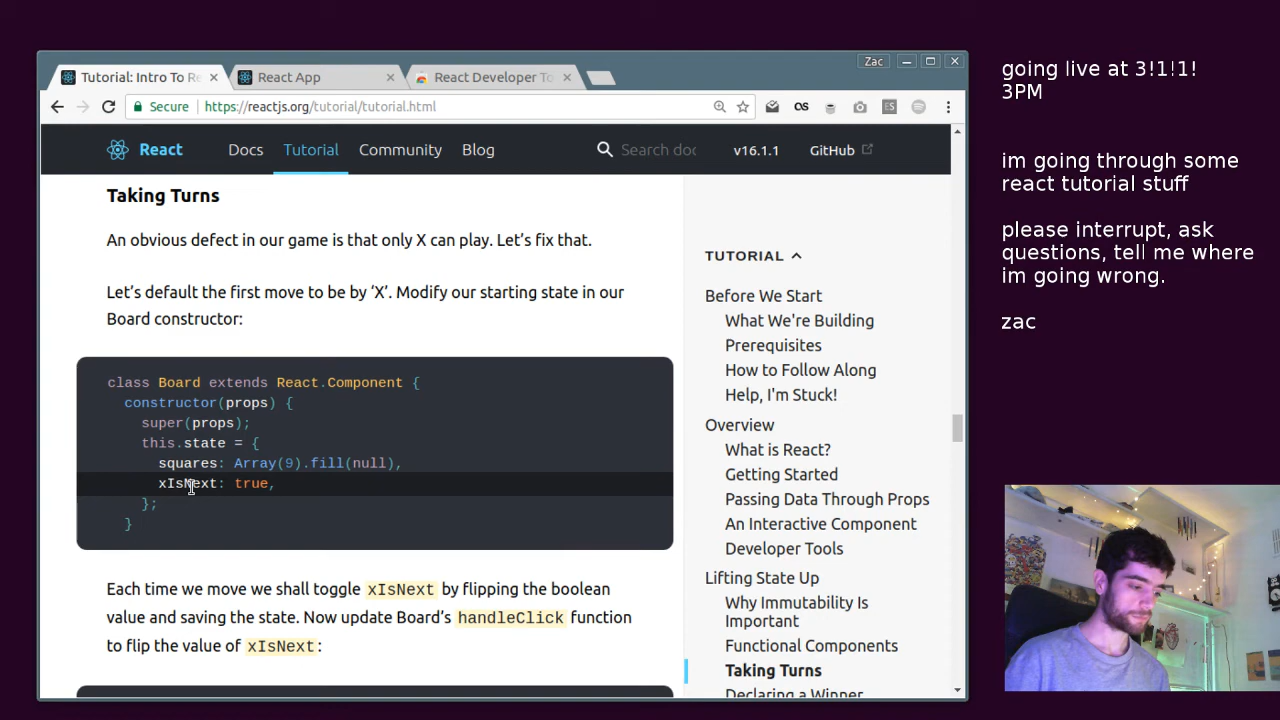 Zac
Tutorial: Intro To Re
React App
React Developer To
Secure
https://reactjs.org/tutorial/tutorial.html
OS
ES
React
Docs
Tutorial
Community
Blog
Search doc
v16.1.1
GitHub
Taking Turns
An obvious defect in our game is that only X can play. Let’s fix that.
Let’s default the first move to be by ‘X’. Modify our starting state in our
Board constructor:
class Board extends React.Component {
constructor(props) {
super(props);
this.state = {
squares: Array(9).fill(null),
xIsNext: true,
};
}
Each time we move we shall toggle xIsNext by flipping the boolean
value and saving the state. Now update Board’s handleClick function
to flip the value of xIsNext:
TUTORIAL
Before We Start
What We're Building
Prerequisites
How to Follow Along
Help, I'm Stuck!
Overview
What is React?
Getting Started
Passing Data Through Props
An Interactive Component
Developer Tools
Lifting State Up
Why Immutability Is
Important
Functional Components
Taking Turns
Declaring a Winner
going live at 3!1!1!
3PM
im going through some
react tutorial stuff
please interrupt, ask
questions, tell me where
im going wrong.
zac